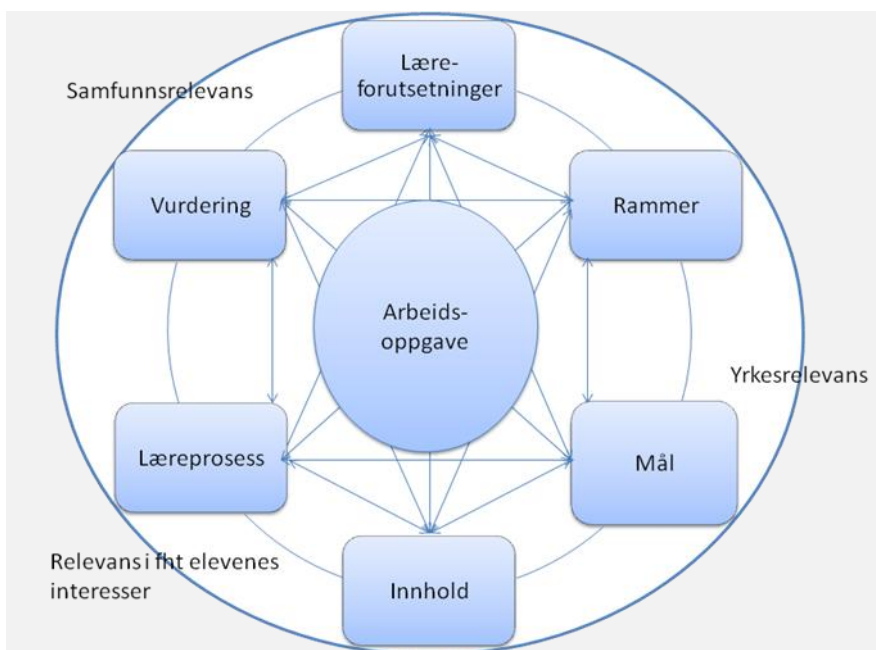 Lære-
forutsetninger
Samfunnsrelevans
Vurdering
Rammer
Arbeids-
oppgave
Yrkesrelevans
Læreprosess
Mål
Relevans i fht elevenes
interesser
Innhold